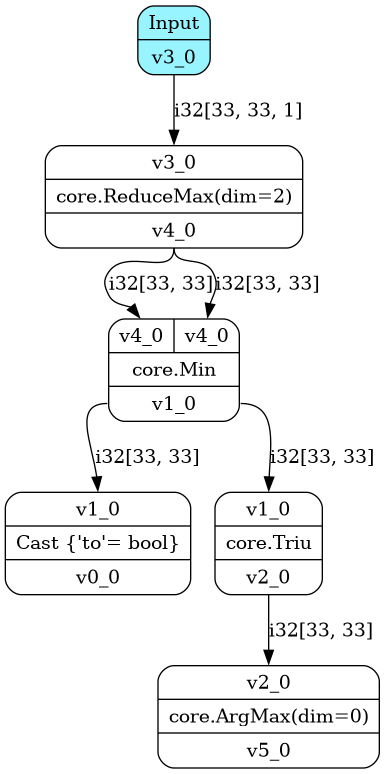 Input
v3_0
i32[33, 33, 1]
v3_0
core.ReduceMax(dim=2)
v4_0
i32[33, 33] i32[33, 33]
v4_0 v4_0
core.Min
v1_0
i32[33, 33] i32[33, 33]
v1_0
Cast {'to'= bool}
v0_0
v1_0
core.Triu
v2_0
i32[33, 33]
v2_0
core.ArgMax(dim=0)
v5_0